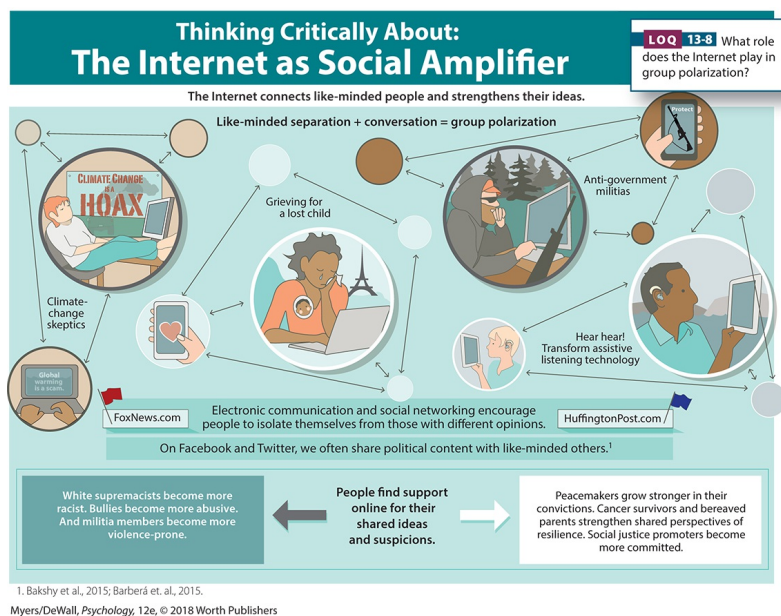 Thinking Critically About:
The Internet as Social Amplifier
LOQ 13-8 What role
does the Internet play in
group polarization?
The Internet connects like-minded people and strengthens their ideas.
Like-minded separation + conversation = group polarization
Protect
CLIMATE CHANGE
IS A
HOAX
Grieving for
a lost child
Anti-government
militias
Climate-
change
skeptics
Hear hear!
Transform assistive
listening technology
Global
warming
is a scam.
FoxNews.com
Electronic communication and social networking encourage
people to isolate themselves from those with different opinions.
HuffingtonPost.com
On Facebook and Twitter, we often share political content with like-minded others.¹
White supremacists become more
racist. Bullies become more abusive.
And militia members become more
violence-prone.
People find support
online for their
shared ideas
and suspicions.
Peacemakers grow stronger in their
convictions. Cancer survivors and bereaved
parents strengthen shared perspectives of
resilience. Social justice promoters become
more committed.
1. Bakshy et al., 2015; Barberá et. al., 2015.
Myers/DeWall, Psychology, 12e, © 2018 Worth Publishers